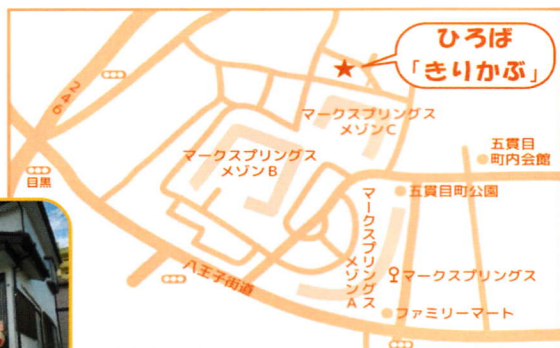 ひろば
「きりかぶ」
246
マークスプリングス
メゾンC
五貫目
町内会館
マークスプリングス
メゾンB
目黒
五貫目町公園
マークスプリングス
メゾンA
マークスプリングス
八王子街道
ファミリーマート